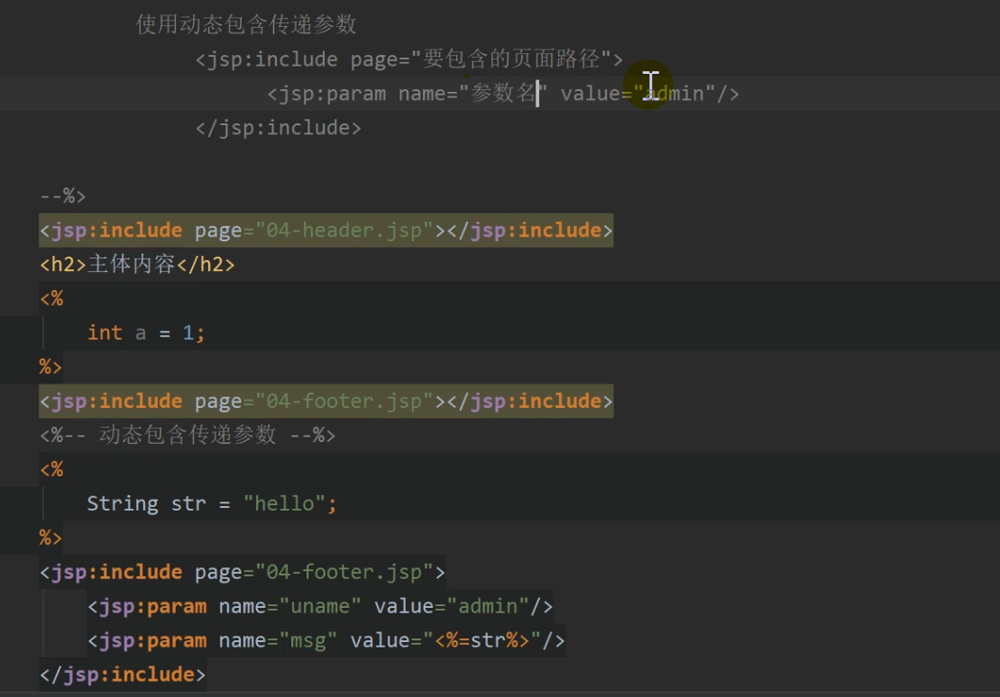 使用动态包含传递参数
<jsp:include page="要包含的页面路径">
<jsp:param name="参数名" value="admin"/>
</jsp:include>
--%>
<jsp:include page="04-header.jsp"></jsp:include>
<h2>主体内容</h2>
<%
int a = 1;
%>
<jsp:include page="04-footer.jsp"></jsp:include>
<%-- 动态包含传递参数 --%>
<%
String str = "hello";
%>
<jsp:include page="04-footer.jsp">
<jsp:param name="uname" value="admin"/>
<jsp:param name="msg" value="<%=str%>"/>
</jsp:include>